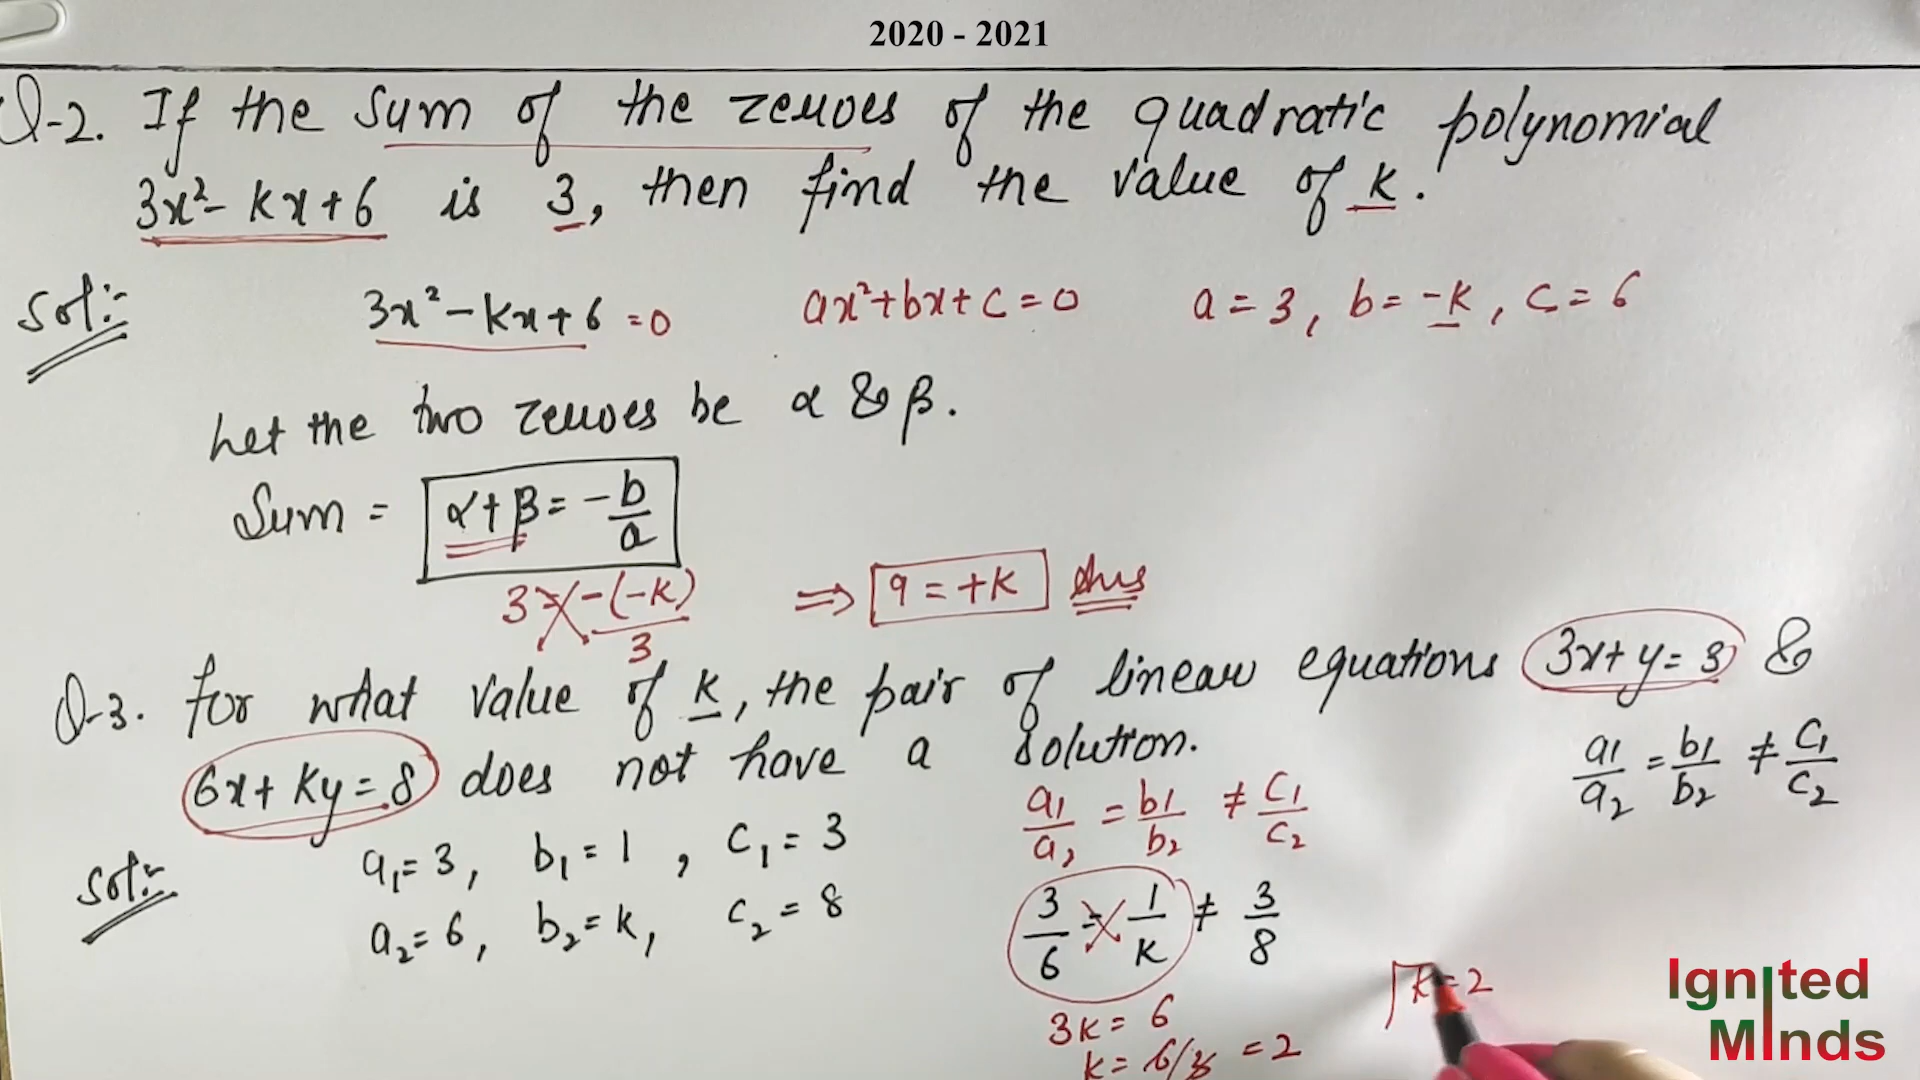 2020 - 2021
Q-2. If the sum of the zeroes of the quadratic polynomial
3x² - kx + 6 is 3, then find the value of k.
Sol:-
3x² - kx + 6 = 0 ax² + bx + c = 0 a = 3, b = -k, c = 6
Let the two zeroes be α & β.
Sum = α + β = -b/a
3 = -(-k)/3 ⇒ 9 = +k Ans
Q-3. For what value of k, the pair of linear equations 3x + y = 3 &
6x + ky = 8 does not have a solution.
a₁/a₂ = b₁/b₂ ≠ c₁/c₂
Sol:-
a₁ = 3, b₁ = 1, c₁ = 3
a₂ = 6, b₂ = k, c₂ = 8
a₁/a₂ = b₁/b₂ ≠ c₁/c₂
3/6 = 1/k ≠ 3/8
3k = 6
k = 6/3 = 2
k = 2
Ignited
Minds